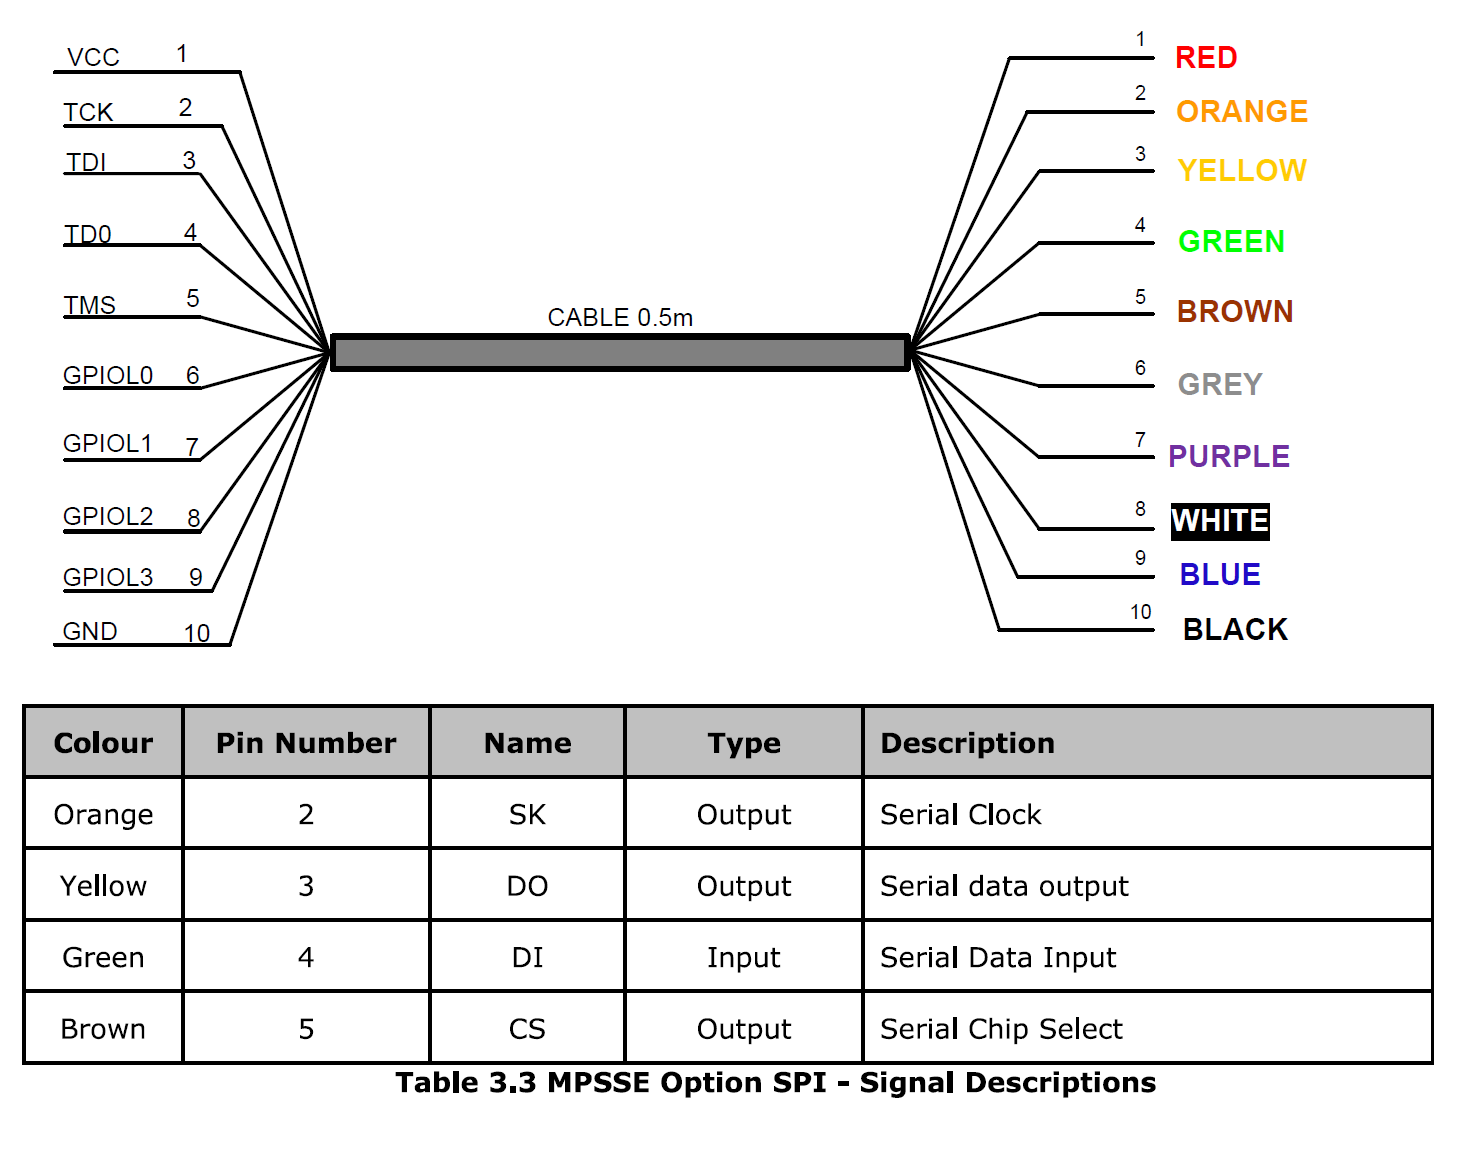 VCC 1
TCK 2
TDI 3
TD0 4
TMS 5
GPIOL0 6
GPIOL1 7
GPIOL2 8
GPIOL3 9
GND 10
CABLE 0.5m
1 RED
2 ORANGE
3 YELLOW
4 GREEN
5 BROWN
6 GREY
7 PURPLE
8 WHITE
9 BLUE
10 BLACK
Colour Pin Number Name Type Description
Orange 2 SK Output Serial Clock
Yellow 3 DO Output Serial data output
Green 4 DI Input Serial Data Input
Brown 5 CS Output Serial Chip Select
Table 3.3 MPSSE Option SPI - Signal Descriptions